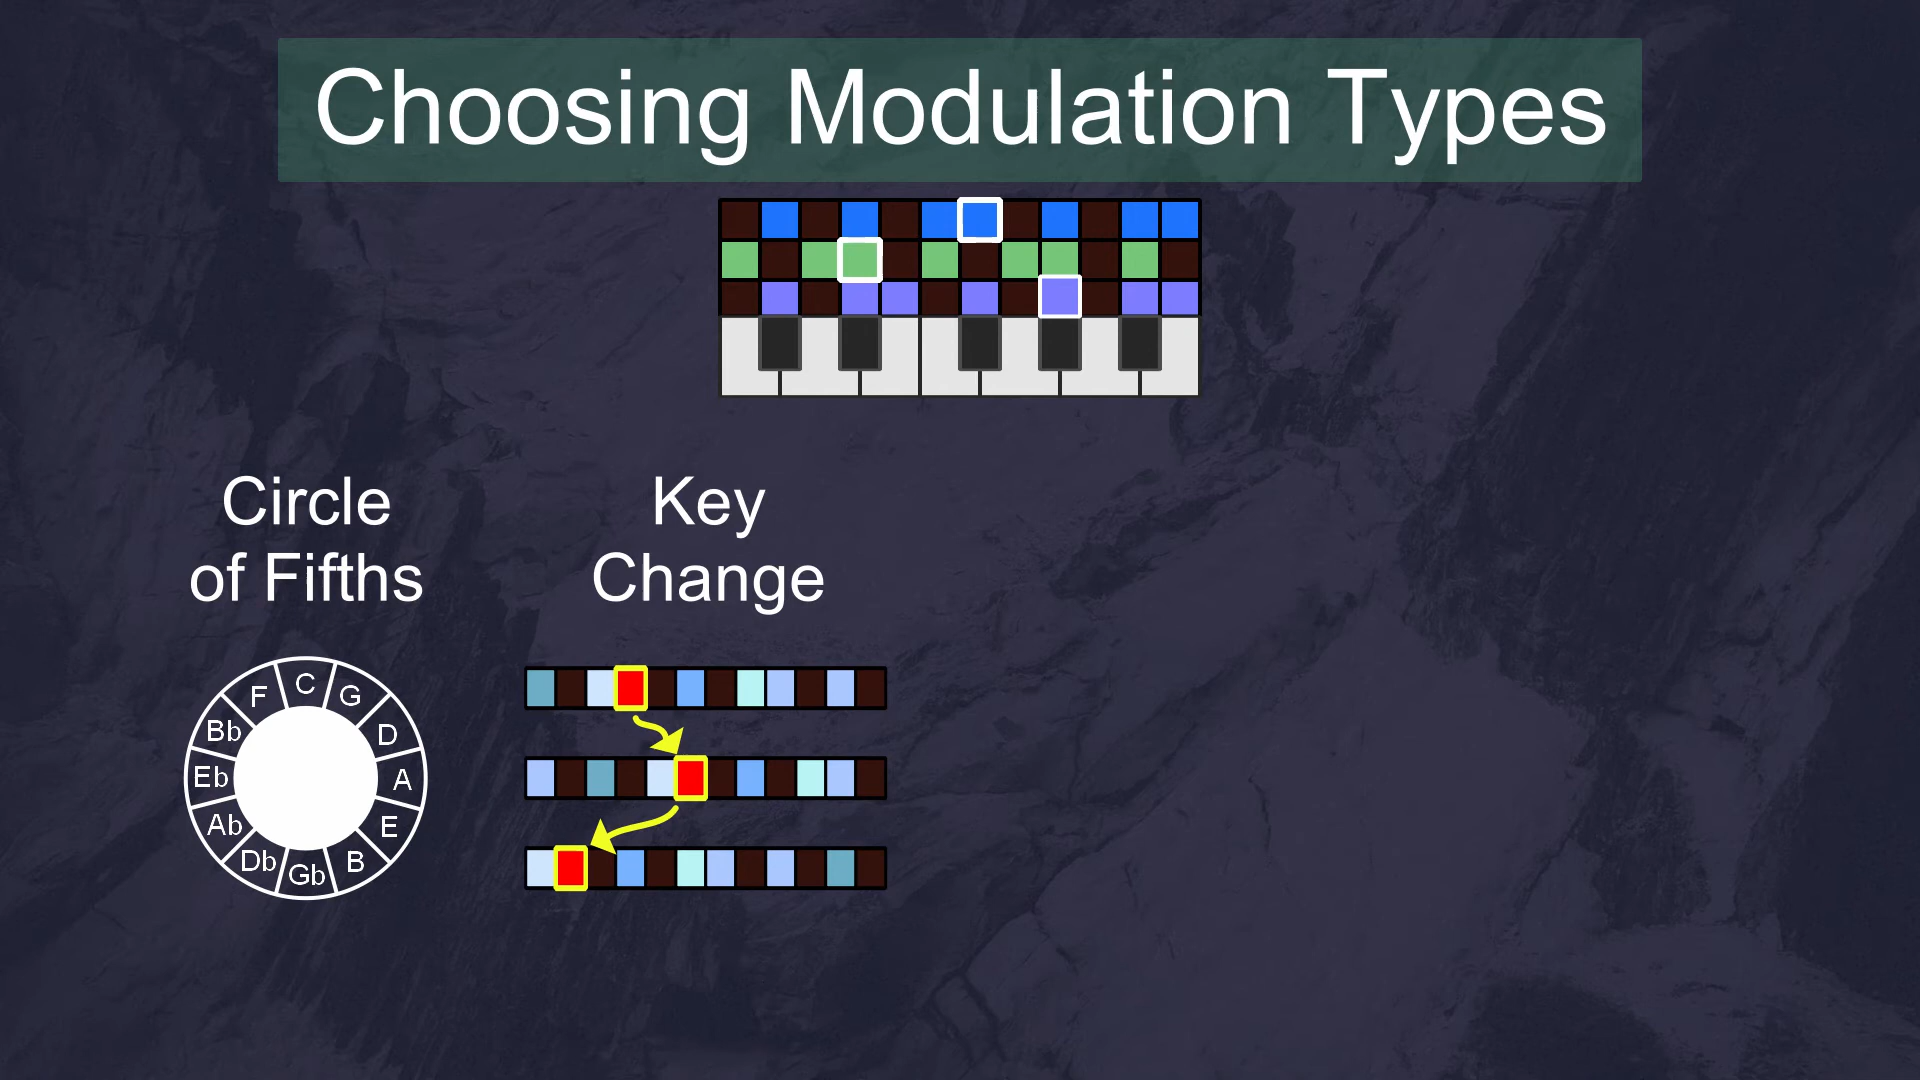 Choosing Modulation Types
Circle
of Fifths
Key
Change
C
G
D
A
E
B
Gb
Db
Ab
Eb
Bb
F